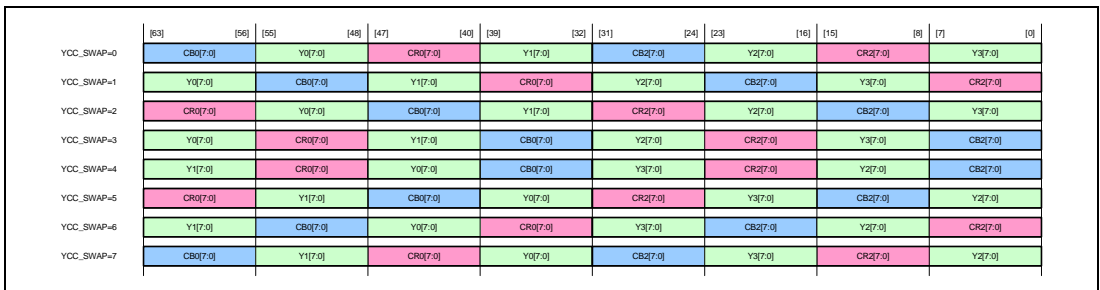 [63] [56] [55] [48] [47] [40] [39] [32] [31] [24] [23] [16] [15] [8] [7] [0]
YCC_SWAP=0 CB0[7:0] Y0[7:0] CR0[7:0] Y1[7:0] CB2[7:0] Y2[7:0] CR2[7:0] Y3[7:0]
YCC_SWAP=1 Y0[7:0] CB0[7:0] Y1[7:0] CR0[7:0] Y2[7:0] CB2[7:0] Y3[7:0] CR2[7:0]
YCC_SWAP=2 CR0[7:0] Y0[7:0] CB0[7:0] Y1[7:0] CR2[7:0] Y2[7:0] CB2[7:0] Y3[7:0]
YCC_SWAP=3 Y0[7:0] CR0[7:0] Y1[7:0] CB0[7:0] Y2[7:0] CR2[7:0] Y3[7:0] CB2[7:0]
YCC_SWAP=4 Y1[7:0] CR0[7:0] Y0[7:0] CB0[7:0] Y3[7:0] CR2[7:0] Y2[7:0] CB2[7:0]
YCC_SWAP=5 CR0[7:0] Y1[7:0] CB0[7:0] Y0[7:0] CR2[7:0] Y3[7:0] CB2[7:0] Y2[7:0]
YCC_SWAP=6 Y1[7:0] CB0[7:0] Y0[7:0] CR0[7:0] Y3[7:0] CB2[7:0] Y2[7:0] CR2[7:0]
YCC_SWAP=7 CB0[7:0] Y1[7:0] CR0[7:0] Y0[7:0] CB2[7:0] Y3[7:0] CR2[7:0] Y2[7:0]